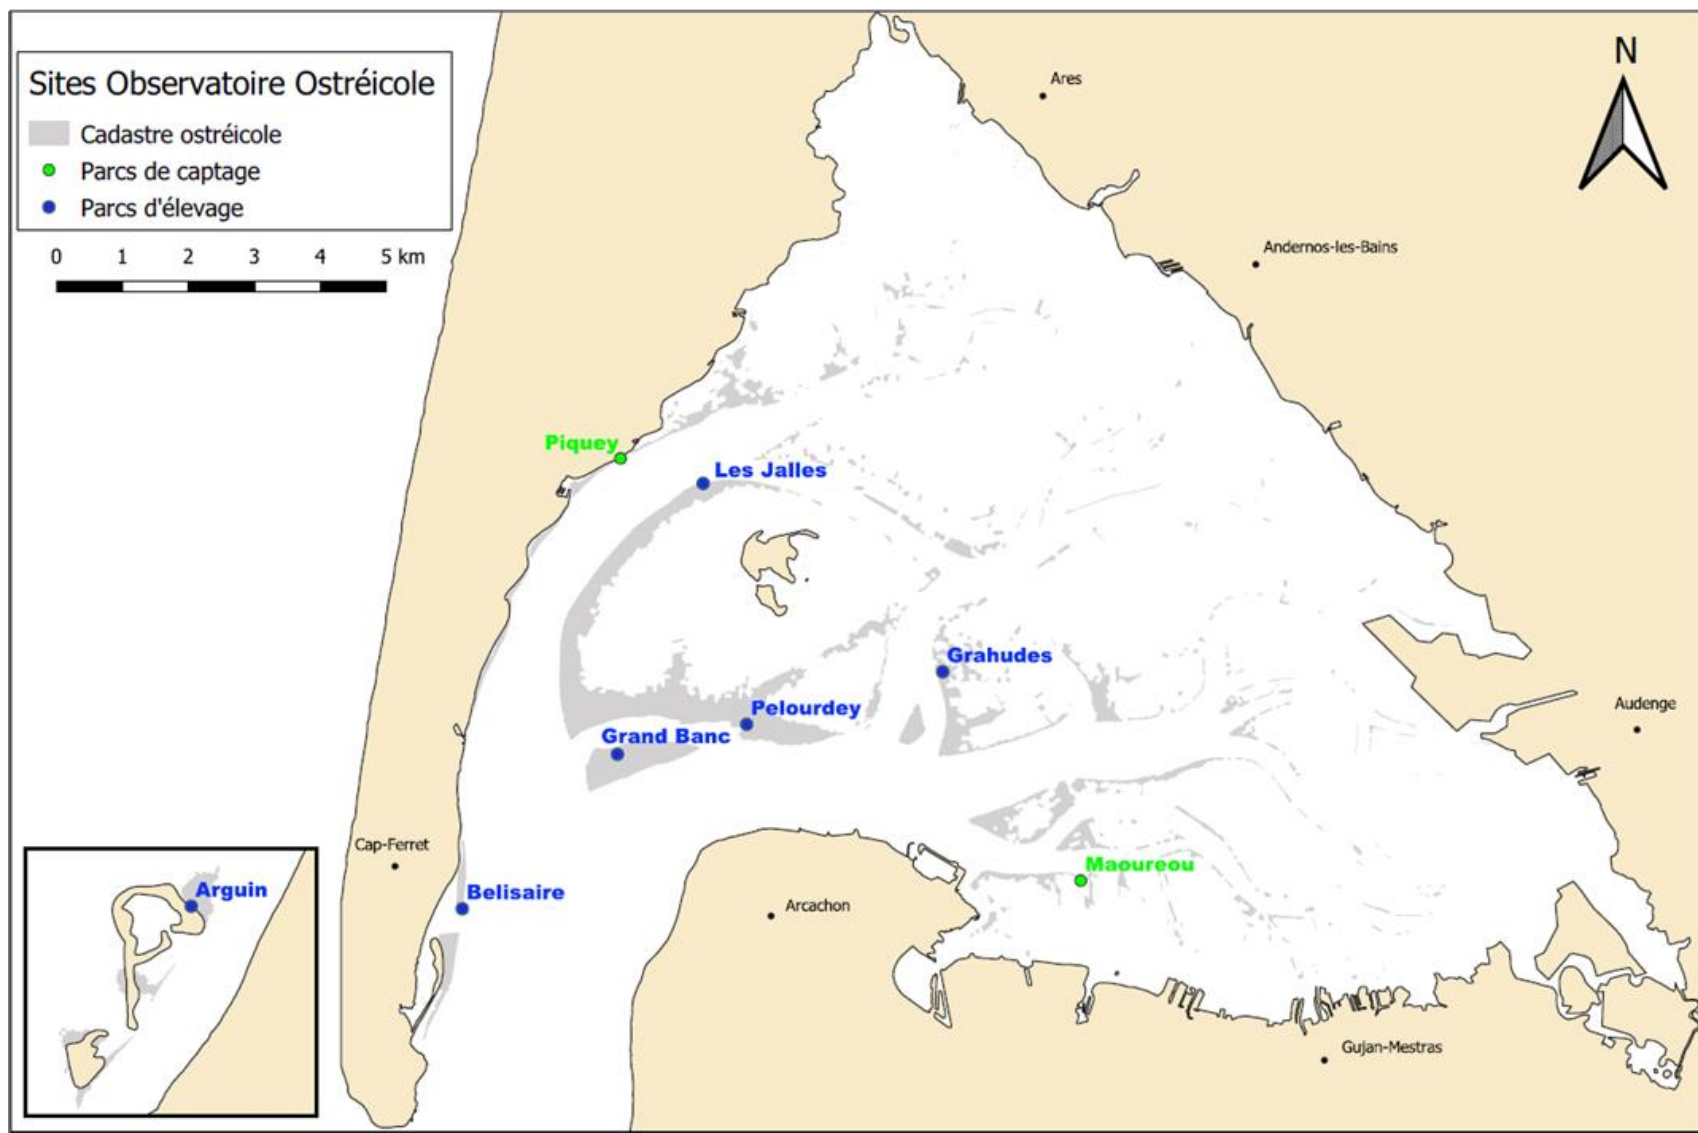 N
Sites Observatoire Ostréicole
Cadastre ostréicole
Parcs de captage
Parcs d'élevage
0 1 2 3 4 5 km
Ares
Andernos-les-Bains
Piquey
Les Jalles
Grahudes
Pelourdey
Audenge
Grand Banc
Cap-Ferret
Maoureou
Arguin
Belisaire
Arcachon
Gujan-Mestras